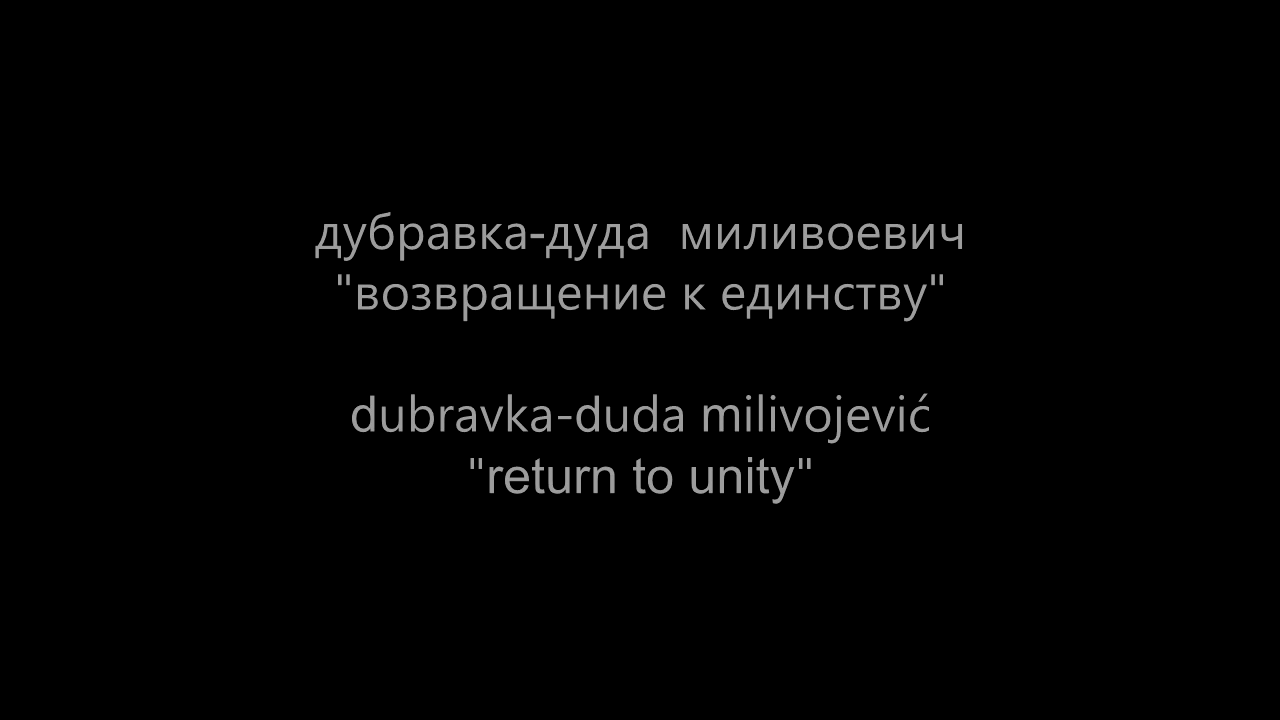 дубравка-дуда миливоевич
"возвращение к единству"
dubravka-duda milivojević
"return to unity"